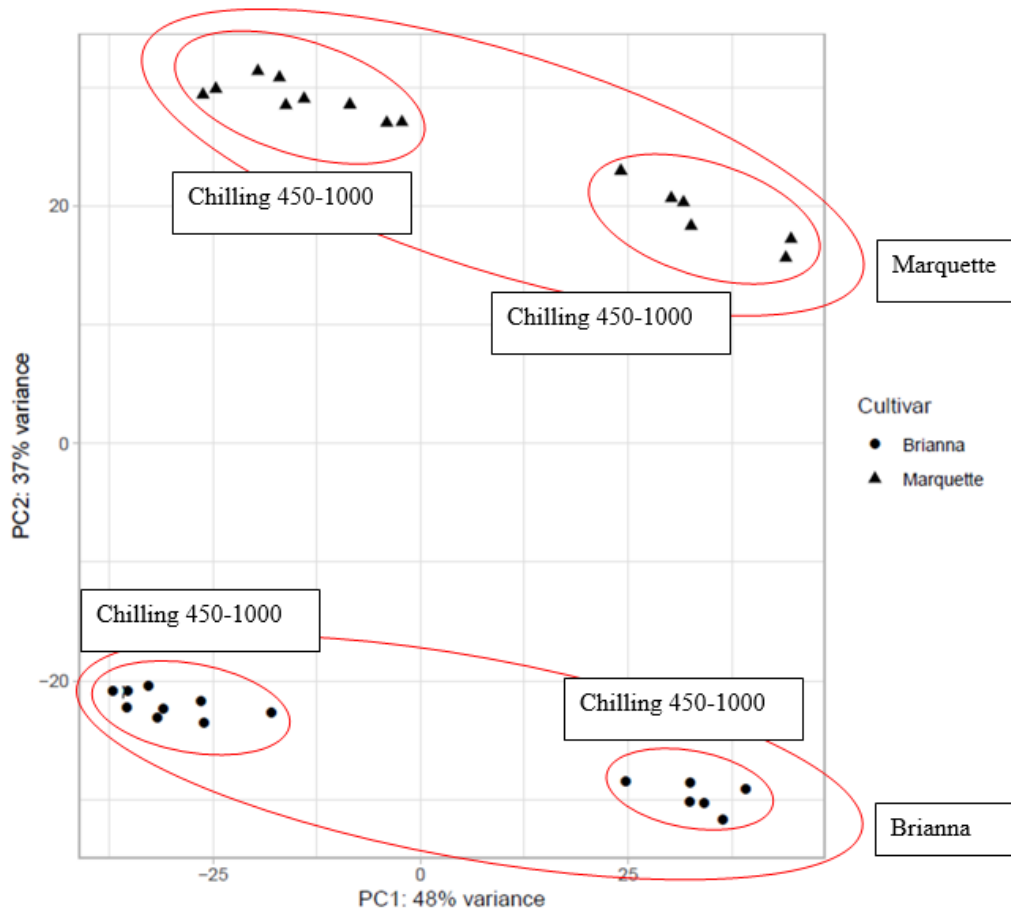 20
0
−20
−25
0
25
PC2: 37% variance
PC1: 48% variance
Chilling 450-1000
Chilling 450-1000
Marquette
Chilling 450-1000
Chilling 450-1000
Brianna
Cultivar
Brianna
Marquette